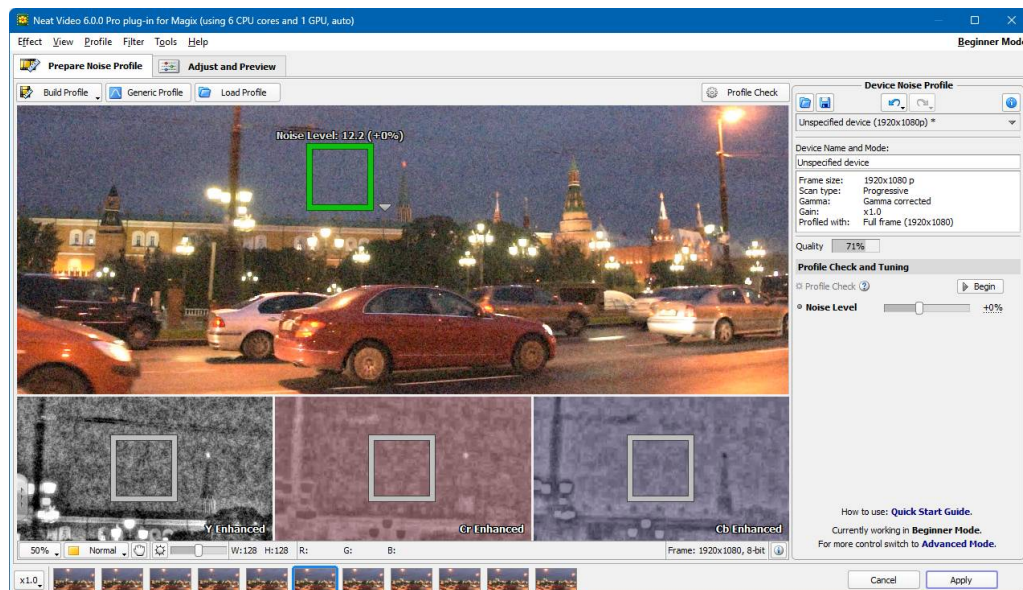 Neat Video 6.0.0 Pro plug-in for Magix (using 6 CPU cores and 1 GPU, auto)
Effect View Profile Filter Tools Help
Beginner Mode
Prepare Noise Profile
Adjust and Preview
Build Profile
Generic Profile
Load Profile
Profile Check
Noise Level: 12.2 (+0%)
Y Enhanced
Cr Enhanced
Cb Enhanced
50%
Normal
W:128 H:128 R: G: B:
Frame: 1920x1080, 8-bit
x1.0
Device Noise Profile
Unspecified device (1920x1080p) *
Device Name and Mode:
Unspecified device
Frame size: 1920x1080 p
Scan type: Progressive
Gamma: Gamma corrected
Gain: x1.0
Profiled with: Full frame (1920x1080)
Quality 71%
Profile Check and Tuning
Profile Check
Begin
Noise Level +0%
How to use: Quick Start Guide.
Currently working in Beginner Mode.
For more control switch to Advanced Mode.
Cancel
Apply